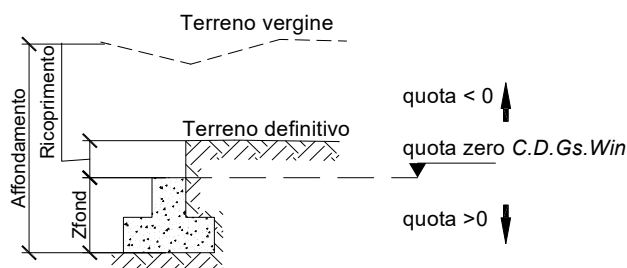 Terreno vergine
Affondamento
Ricoprimento
quota < 0
Terreno definitivo
quota zero C.D.Gs.Win
Zfond
quota >0